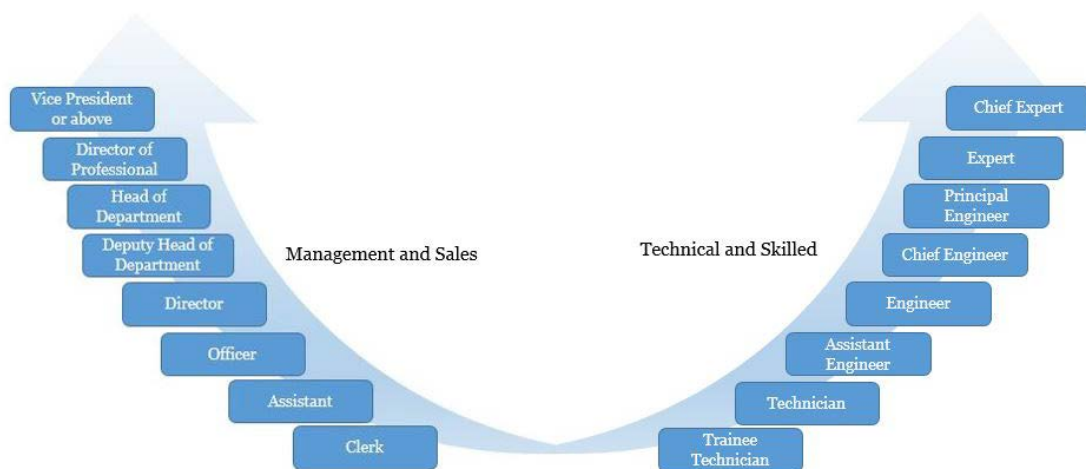 Vice President
or above
Director of
Professional
Head of
Department
Deputy Head of
Department
Director
Officer
Assistant
Clerk
Management and Sales
Technical and Skilled
Chief Expert
Expert
Principal
Engineer
Chief Engineer
Engineer
Assistant
Engineer
Technician
Trainee
Technician